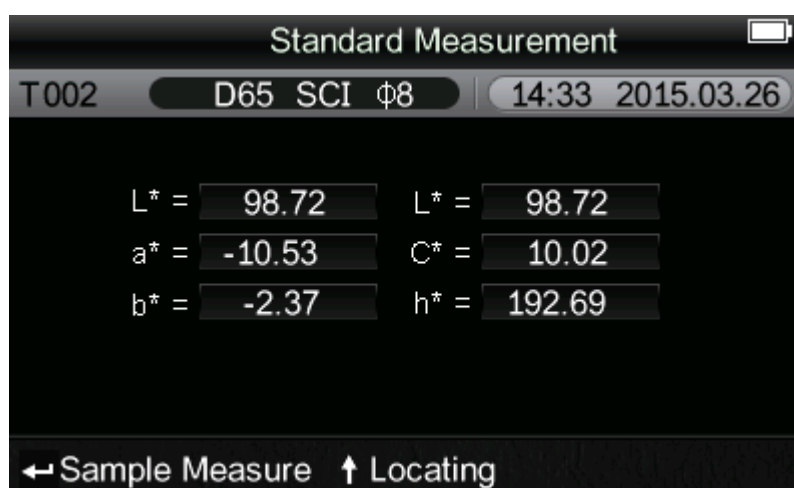 Standard Measurement
T002 D65 SCI Φ8 14:33 2015.03.26
L* = 98.72 L* = 98.72
a* = -10.53 C* = 10.02
b* = -2.37 h* = 192.69
Sample Measure Locating